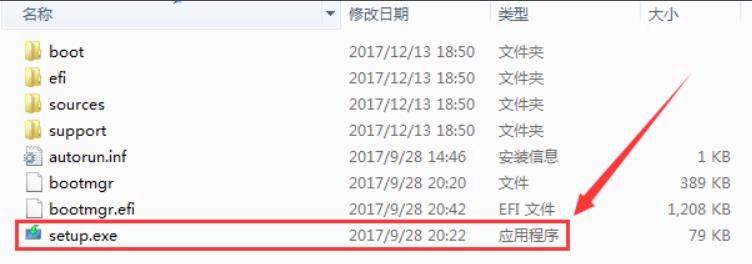 名称 修改日期 类型 大小
boot 2017/12/13 18:50 文件夹
efi 2017/12/13 18:50 文件夹
sources 2017/12/13 18:50 文件夹
support 2017/12/13 18:50 文件夹
autorun.inf 2017/9/28 14:46 安装信息 1 KB
bootmgr 2017/9/28 20:20 文件 389 KB
bootmgr.efi 2017/9/28 20:42 EFI 文件 1,208 KB
setup.exe 2017/9/28 20:22 应用程序 79 KB